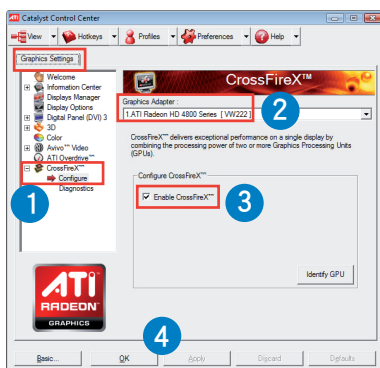 Catalyst Control Center
View Hotkeys Profiles Preferences Help
Graphics Settings
Welcome
Information Center
Displays Manager
Display Options
Digital Panel (DVI) 3
3D
Color
Avivo™ Video
ATI Overdrive™
CrossFireX™
Configure
Diagnostics
1
ATI
RADEON
GRAPHICS
CrossFireX™
Graphics Adapter :
1.ATI Radeon HD 4800 Series [ VW222 ]
2
CrossFireX™ delivers exceptional performance on a single display by
combining the processing power of two or more Graphics Processing Units
(GPUs).
Configure CrossFireX™
Enable CrossFireX™
3
Identify GPU
4
Basic... OK Apply Discard Defaults